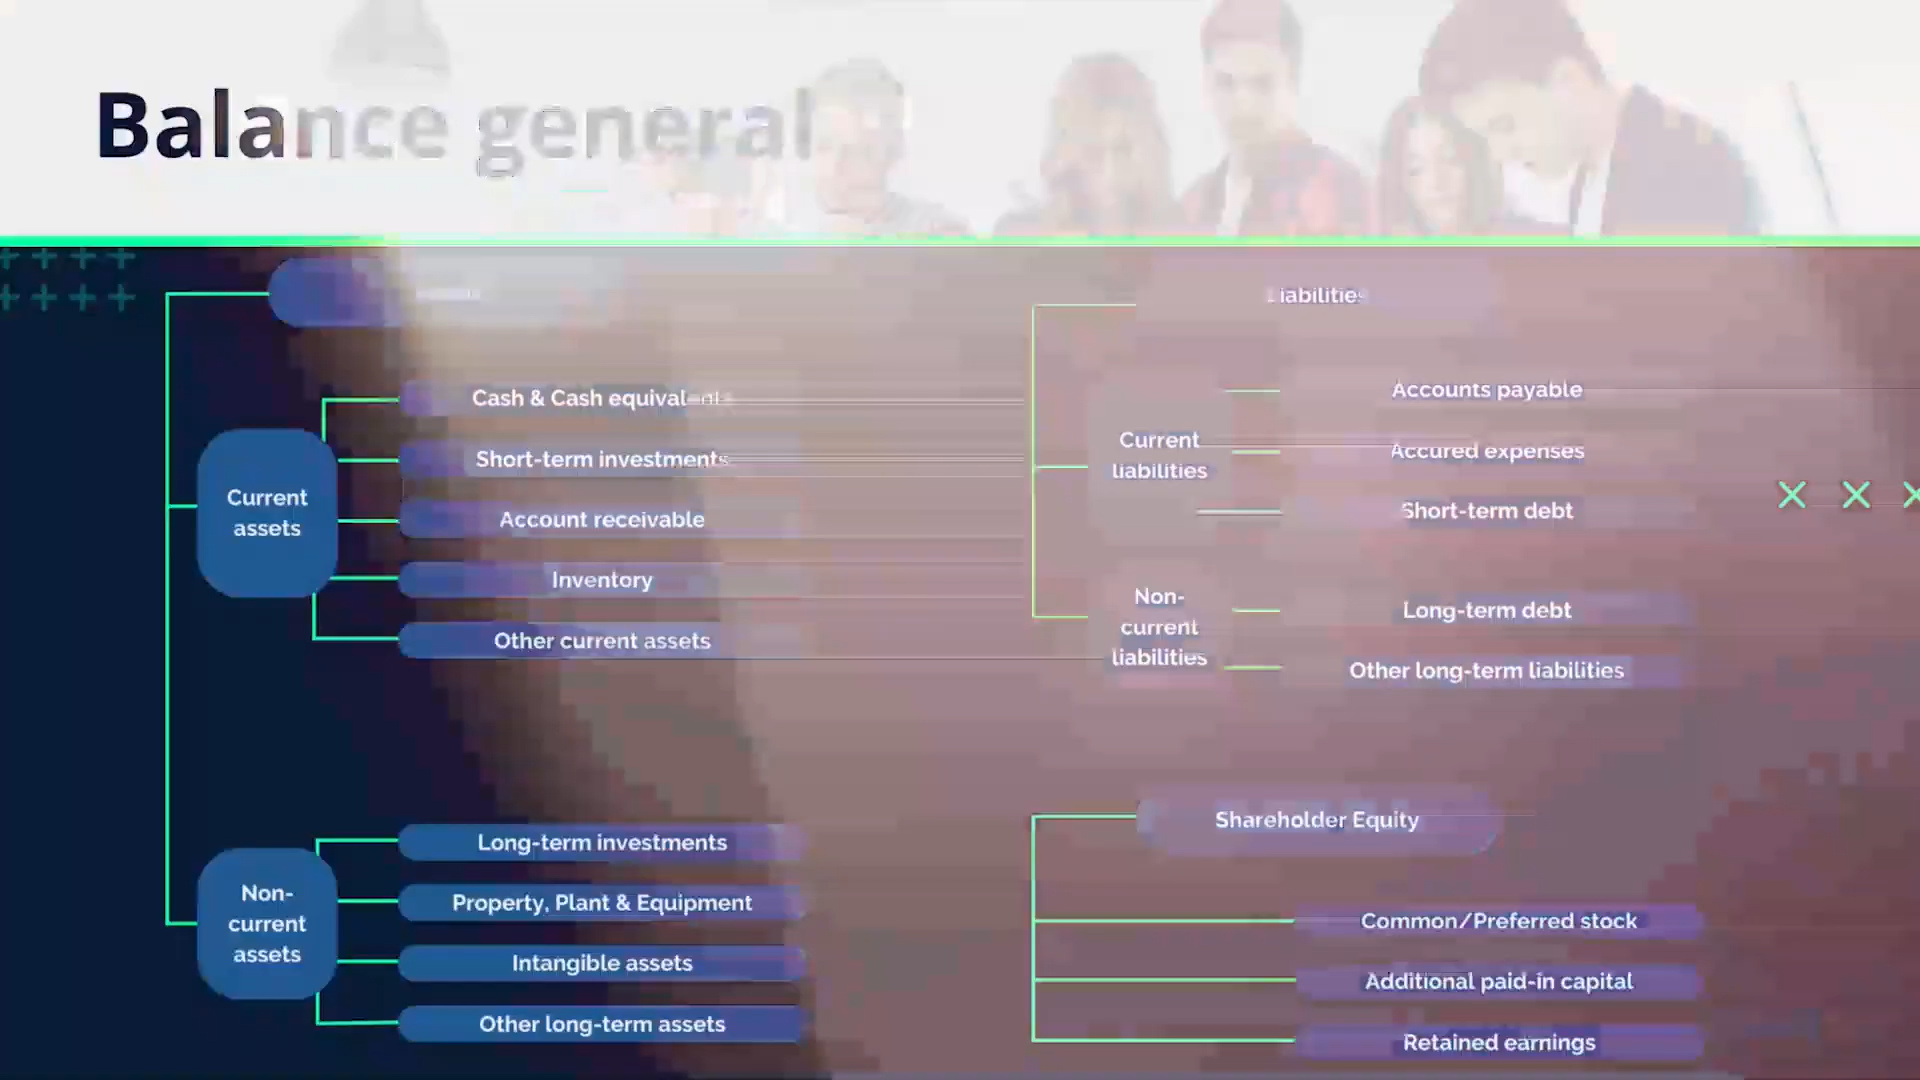 Balance general
Cash & Cash equivalents
Short-term investments
Account receivable
Inventory
Other current assets
Current
assets
Long-term investments
Property, Plant & Equipment
Intangible assets
Other long-term assets
Non-
current
assets
Liabilities
Current
liabilities
Accounts payable
Accured expenses
Short-term debt
Non-
current
liabilities
Long-term debt
Other long-term liabilities
Shareholder Equity
Common/Preferred stock
Additional paid-in capital
Retained earnings